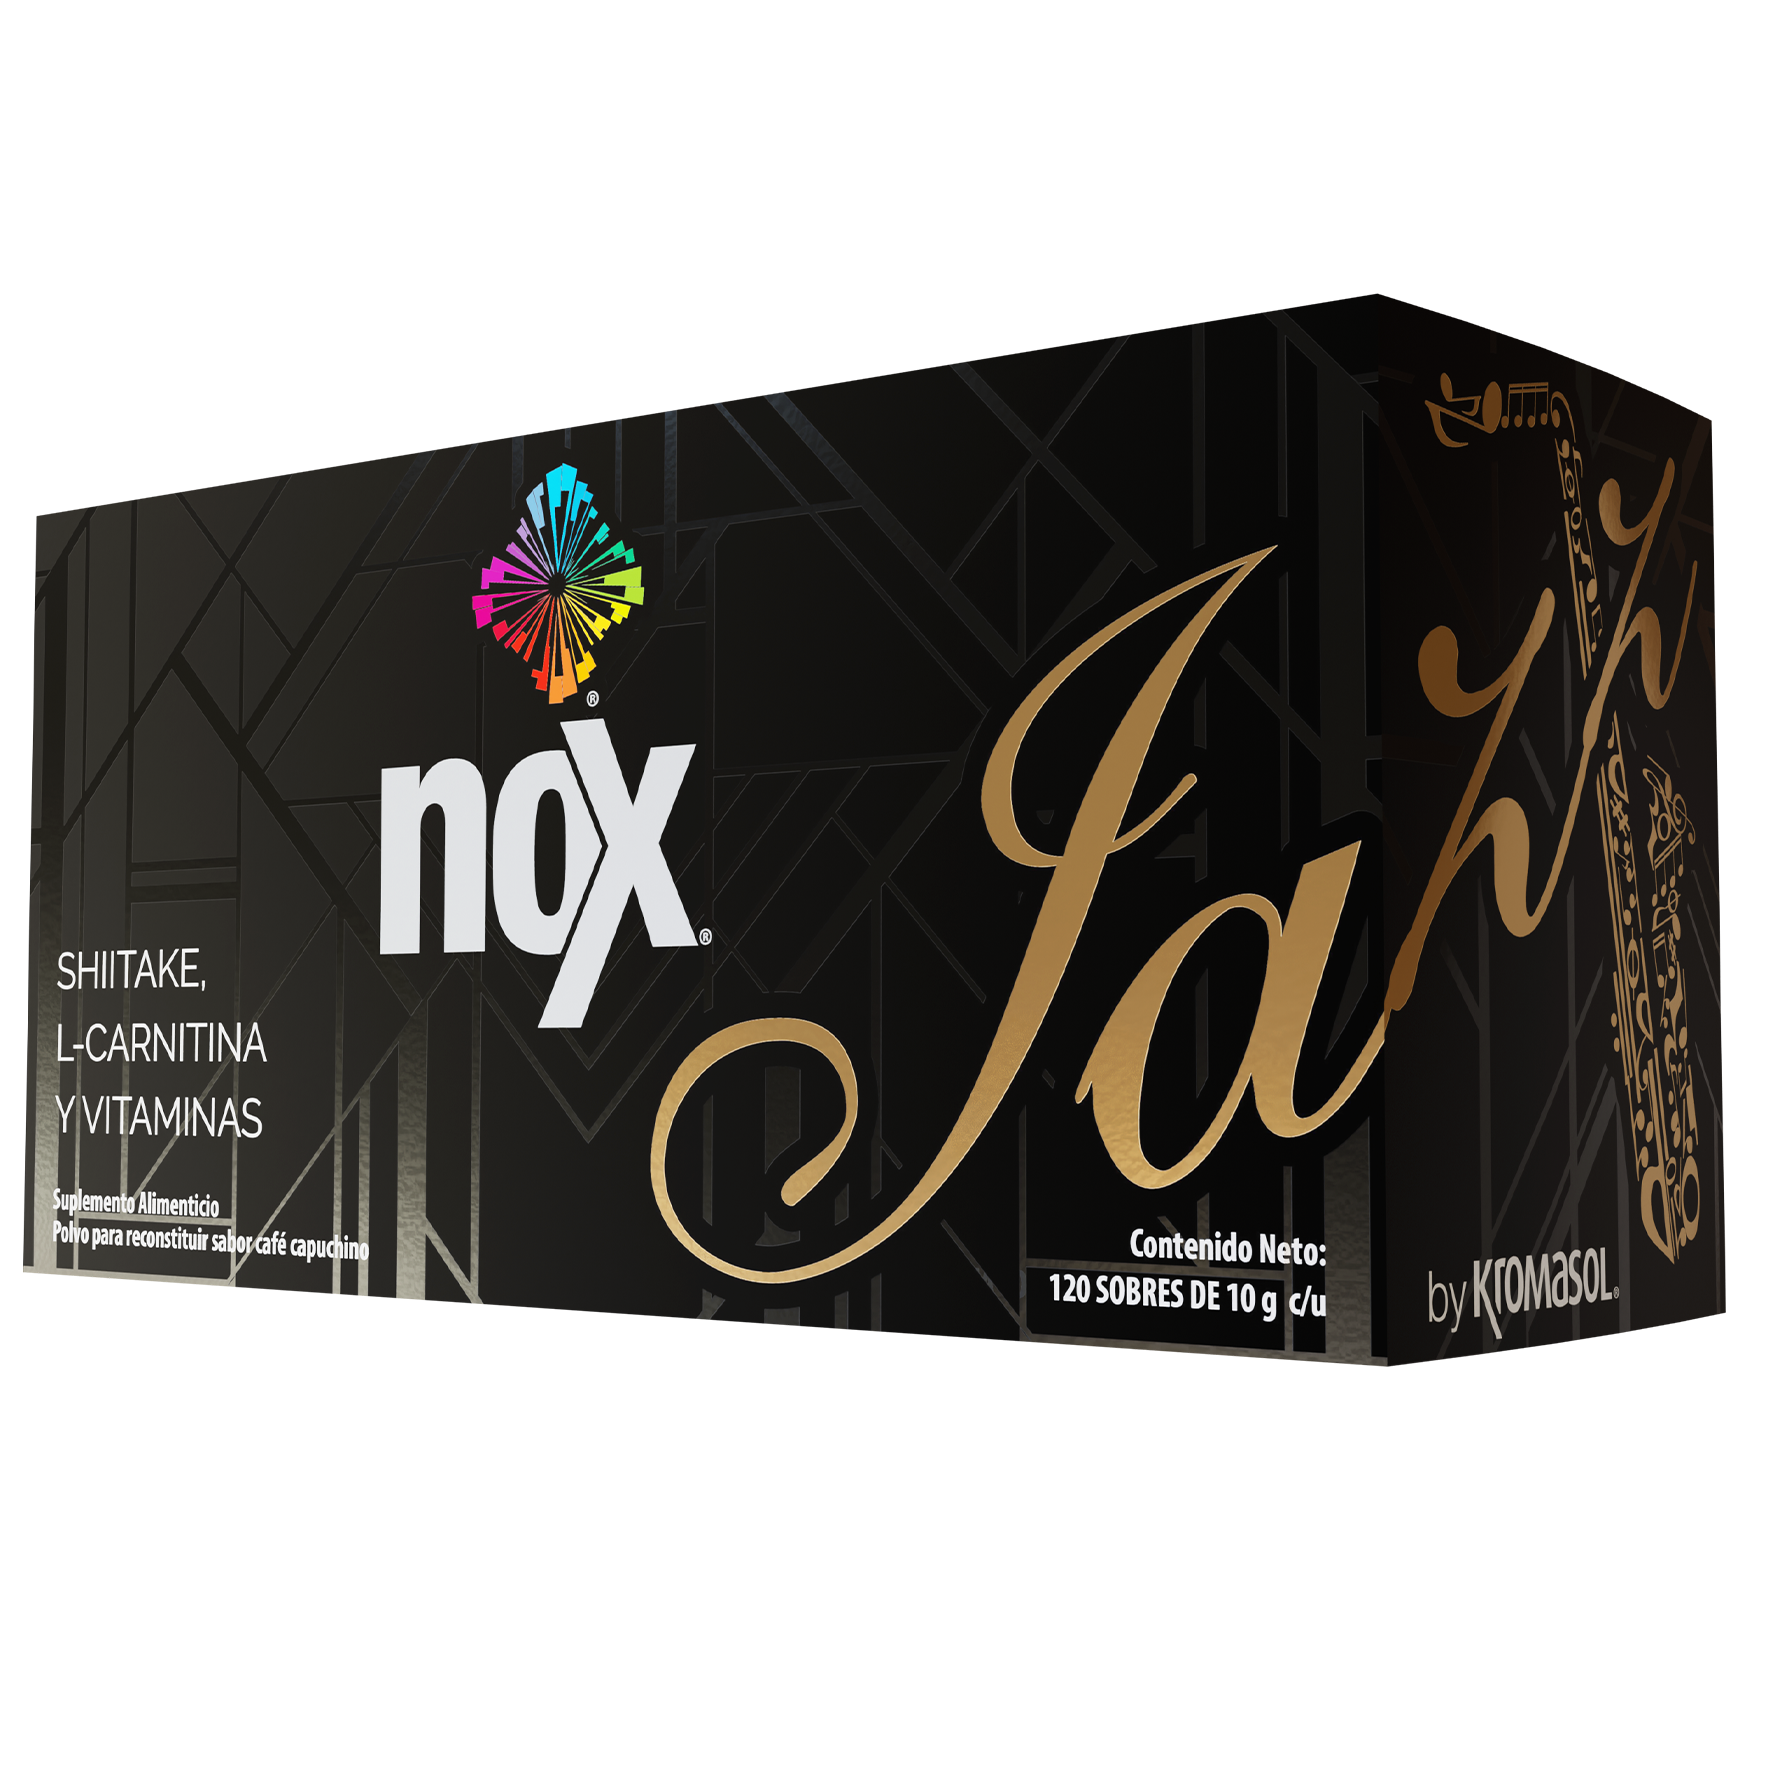 nox
Jazz
SHIITAKE,
L-CARNITINA
Y VITAMINAS
Suplemento Alimenticio
Polvo para reconstituir sabor café capuchino
Contenido Neto:
120 SOBRES DE 10 g c/u
by KROMASOL®